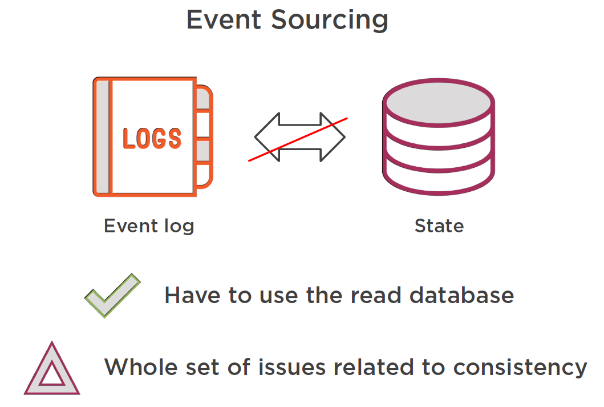 Event Sourcing
LOGS
Event log
State
Have to use the read database
Whole set of issues related to consistency